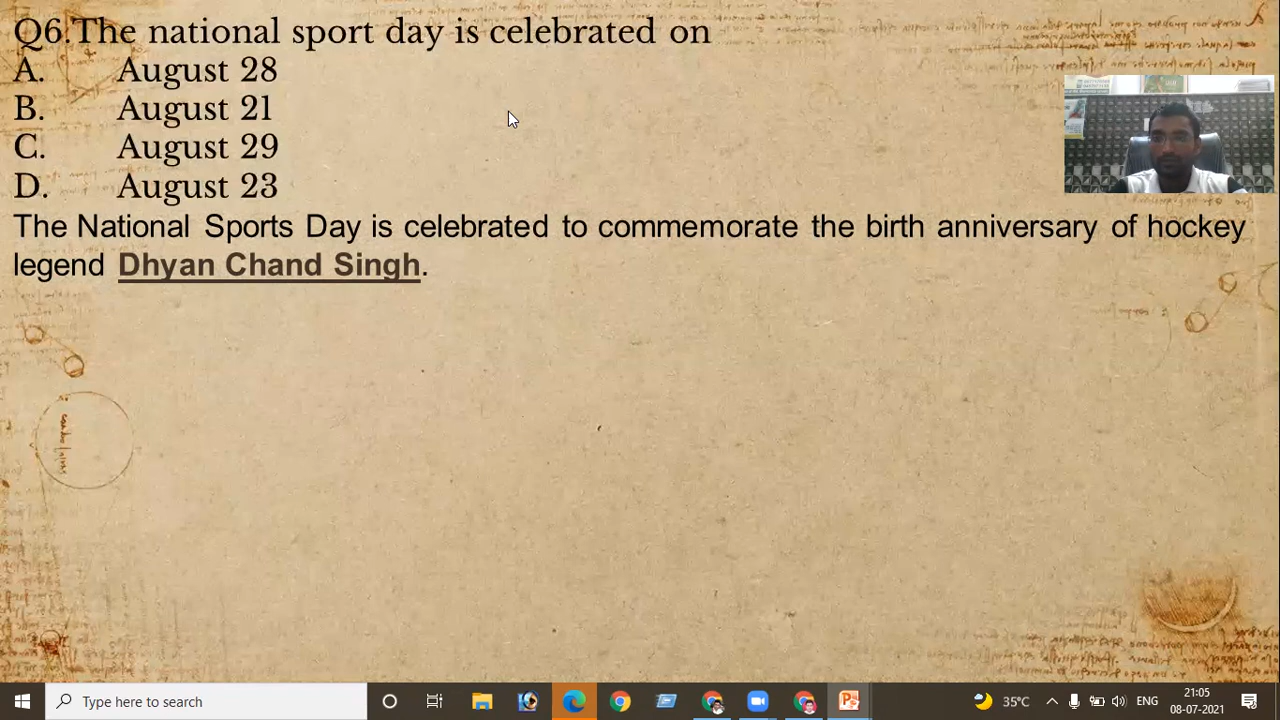 Q6.The national sport day is celebrated on
A. August 28
B. August 21
C. August 29
D. August 23
The National Sports Day is celebrated to commemorate the birth anniversary of hockey
legend Dhyan Chand Singh.
Type here to search
35°C
ENG
21:05
08-07-2021